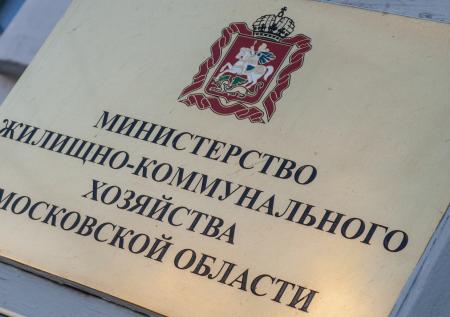 МИНИСТЕРСТВО
ЖИЛИЩНО-КОММУНАЛЬНОГО
ХОЗЯЙСТВА
МОСКОВСКОЙ ОБЛАСТИ